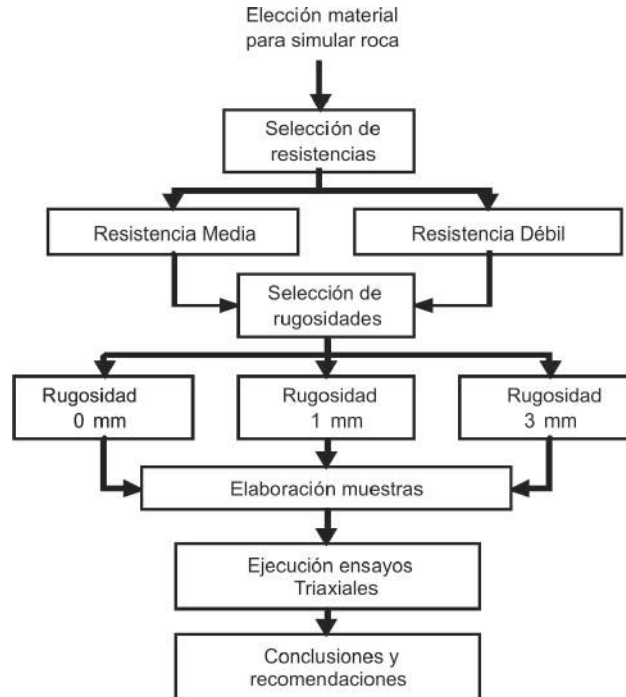 Elección material
para simular roca
Selección de
resistencias
Resistencia Media
Resistencia Débil
Selección de
rugosidades
Rugosidad
0 mm
Rugosidad
1 mm
Rugosidad
3 mm
Elaboración muestras
Ejecución ensayos
Triaxiales
Conclusiones y
recomendaciones